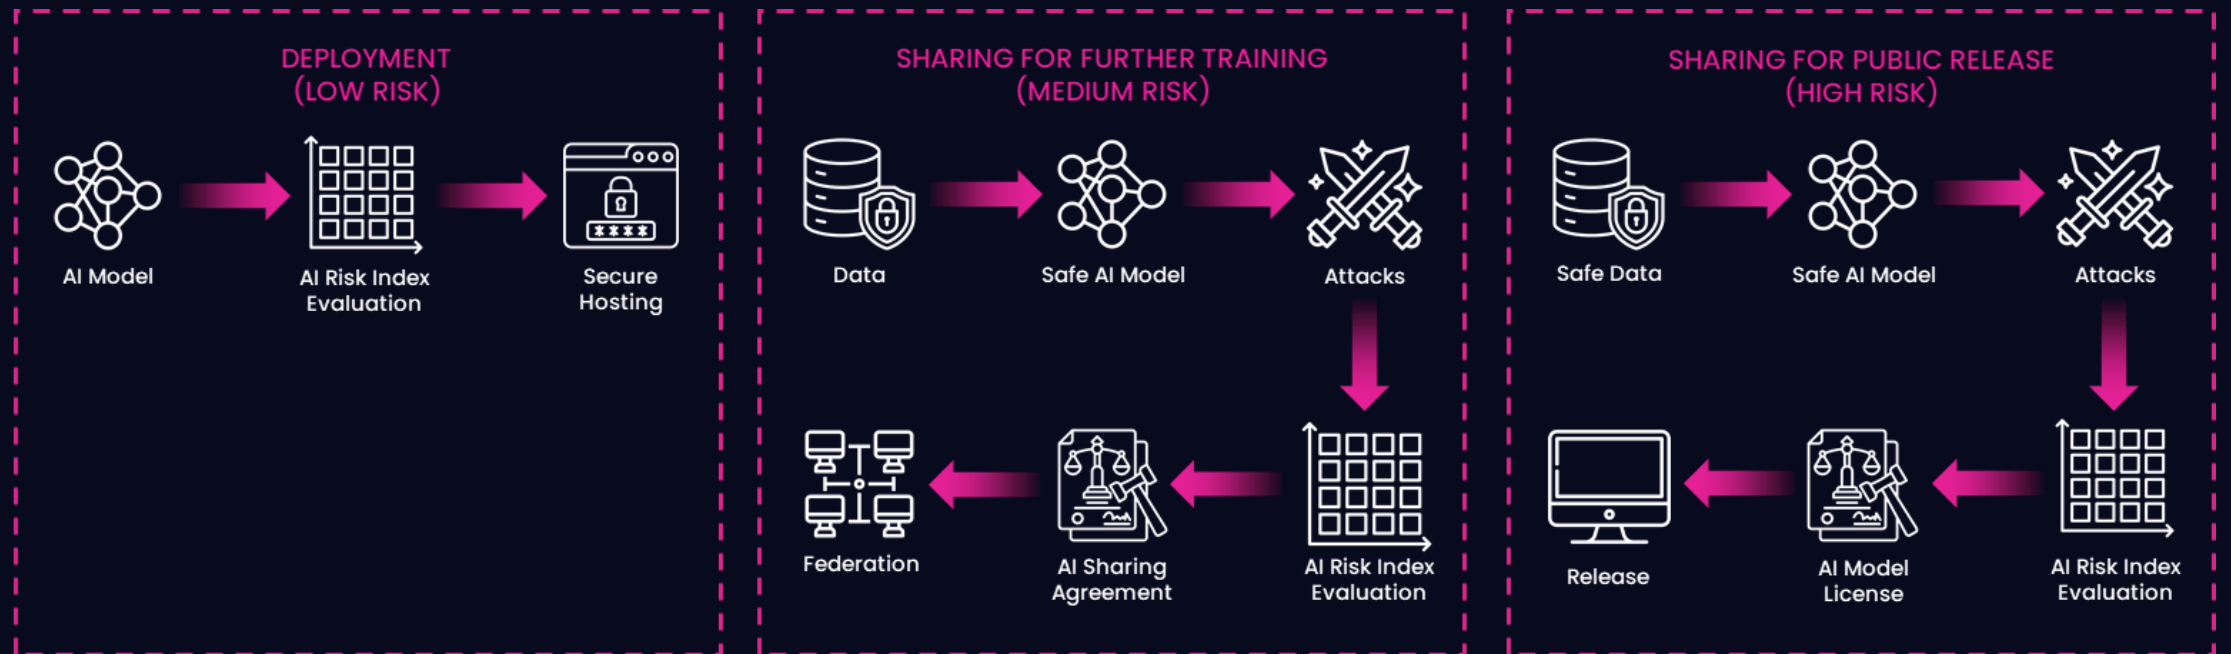 DEPLOYMENT
(LOW RISK)
AI Model
AI Risk Index
Evaluation
Secure
Hosting
****
SHARING FOR FURTHER TRAINING
(MEDIUM RISK)
Data
Safe AI Model
Attacks
AI Risk Index
Evaluation
AI Sharing
Agreement
Federation
SHARING FOR PUBLIC RELEASE
(HIGH RISK)
Safe Data
Safe AI Model
Attacks
AI Risk Index
Evaluation
AI Model
License
Release